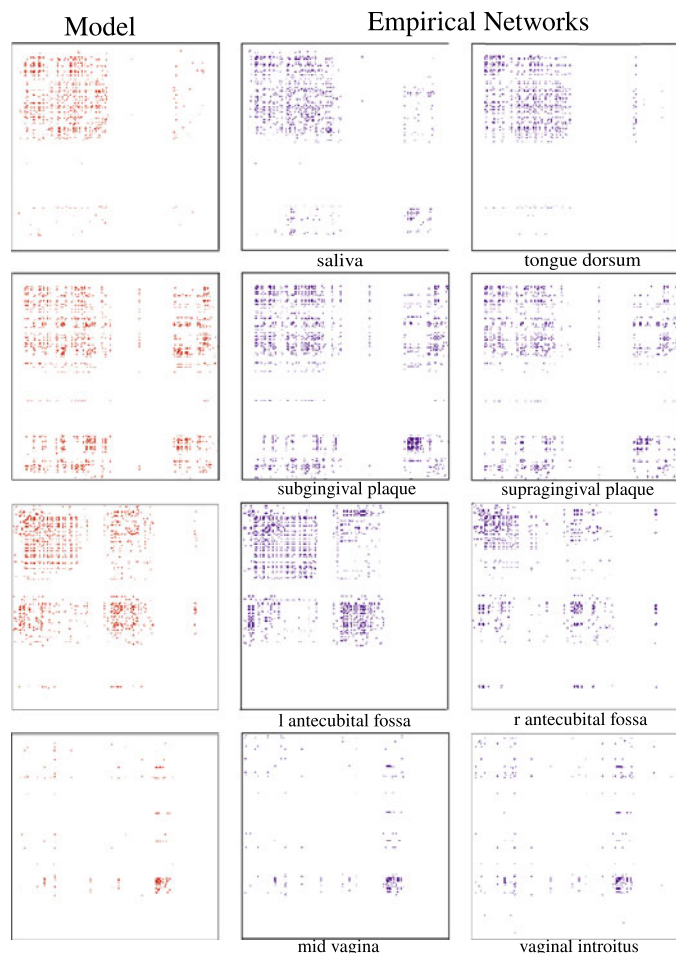 Model
Empirical Networks
saliva
tongue dorsum
subgingival plaque
supragingival plaque
l antecubital fossa
r antecubital fossa
mid vagina
vaginal introitus